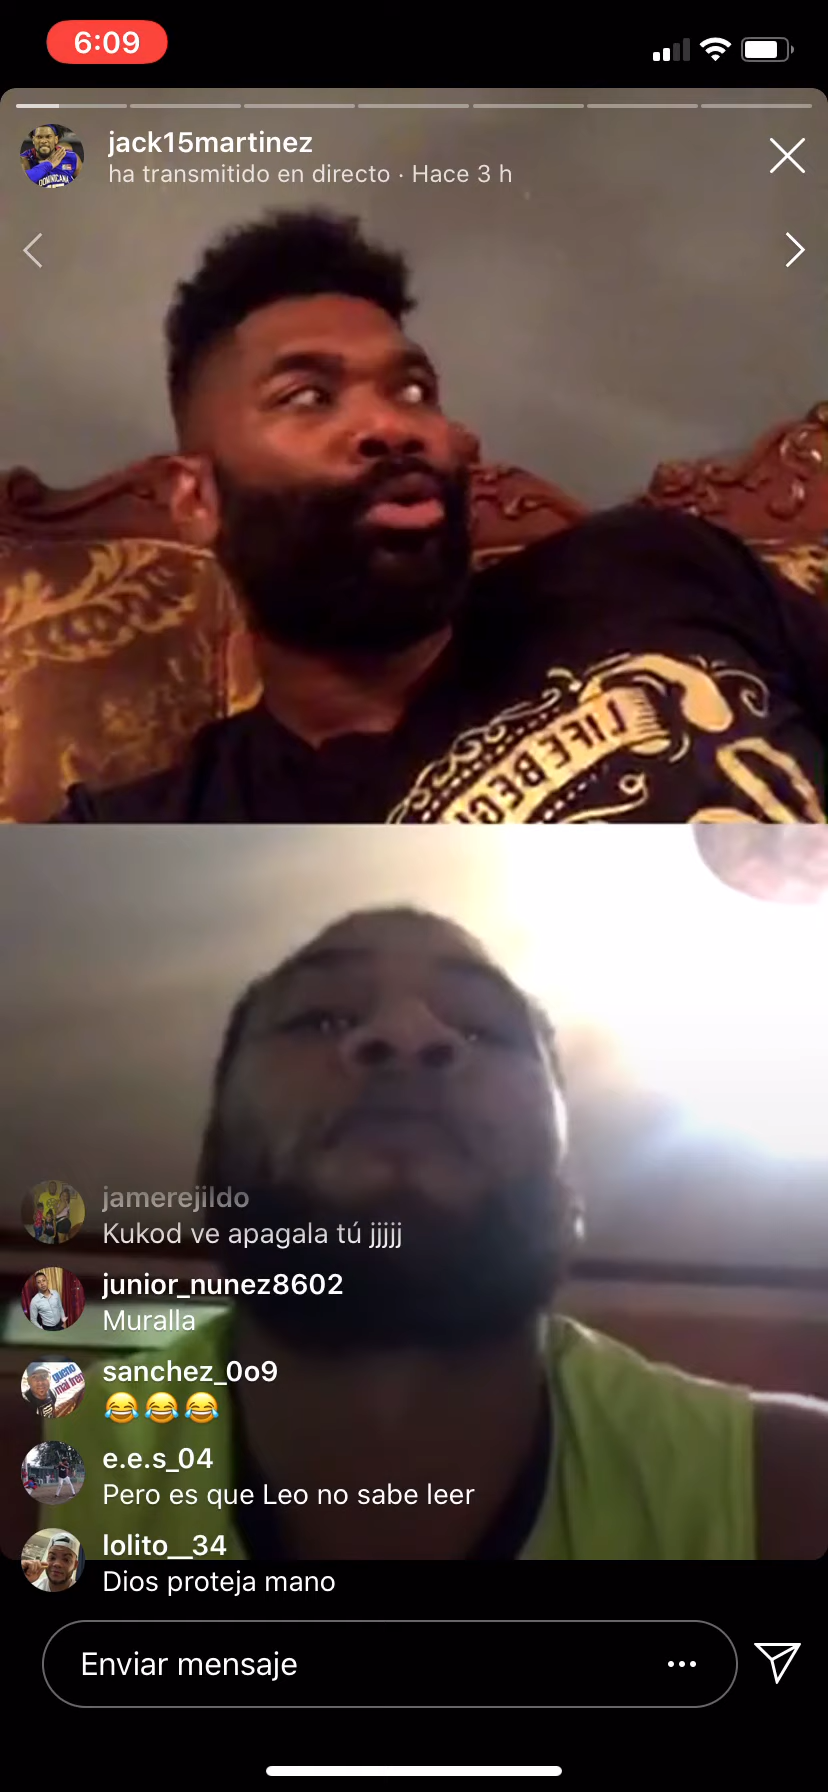 6:09
jack15martinez
ha transmitido en directo · Hace 3 h
LIFE BEG
jamerejildo
Kukod ve apagala tú jjjjj
junior_nunez8602
Muralla
sanchez_0o9
😂😂😂
e.e.s_04
Pero es que Leo no sabe leer
lolito__34
Dios proteja mano
Enviar mensaje